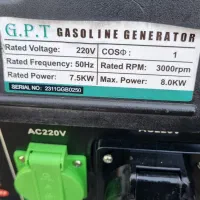 G.P.T GASOLINE GENERATOR
Rated Voltage: 220V COSΦ: 1
Rated Frequency: 50Hz Rated RPM: 3000rpm
Rated Power: 7.5KW Max. Power: 8.0KW
SERIAL NO: 2311GGB0250
AC220V AC220V